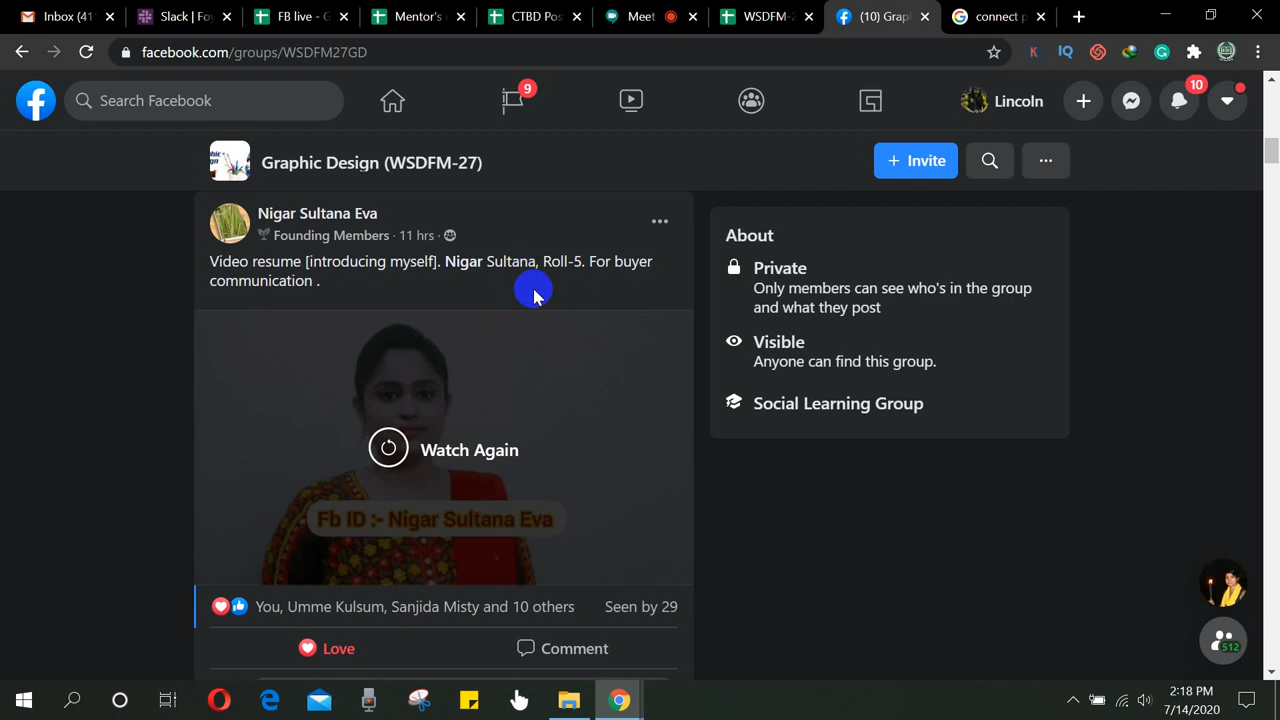 Inbox (41
Slack | Foy
FB live - G
Mentor's
CTBD Pos
Meet
WSDFM-2
(10) Grap
connect p
facebook.com/groups/WSDFM27GD
Search Facebook
9
Lincoln
10
Graphic Design (WSDFM-27)
Invite
Nigar Sultana Eva
Founding Members · 11 hrs ·
Video resume [introducing myself]. Nigar Sultana, Roll-5. For buyer
communication .
Watch Again
Fb ID :- Nigar Sultana Eva
You, Umme Kulsum, Sanjida Misty and 10 others Seen by 29
Love Comment
About
Private
Only members can see who's in the group
and what they post
Visible
Anyone can find this group.
Social Learning Group
512
2:18 PM
7/14/2020